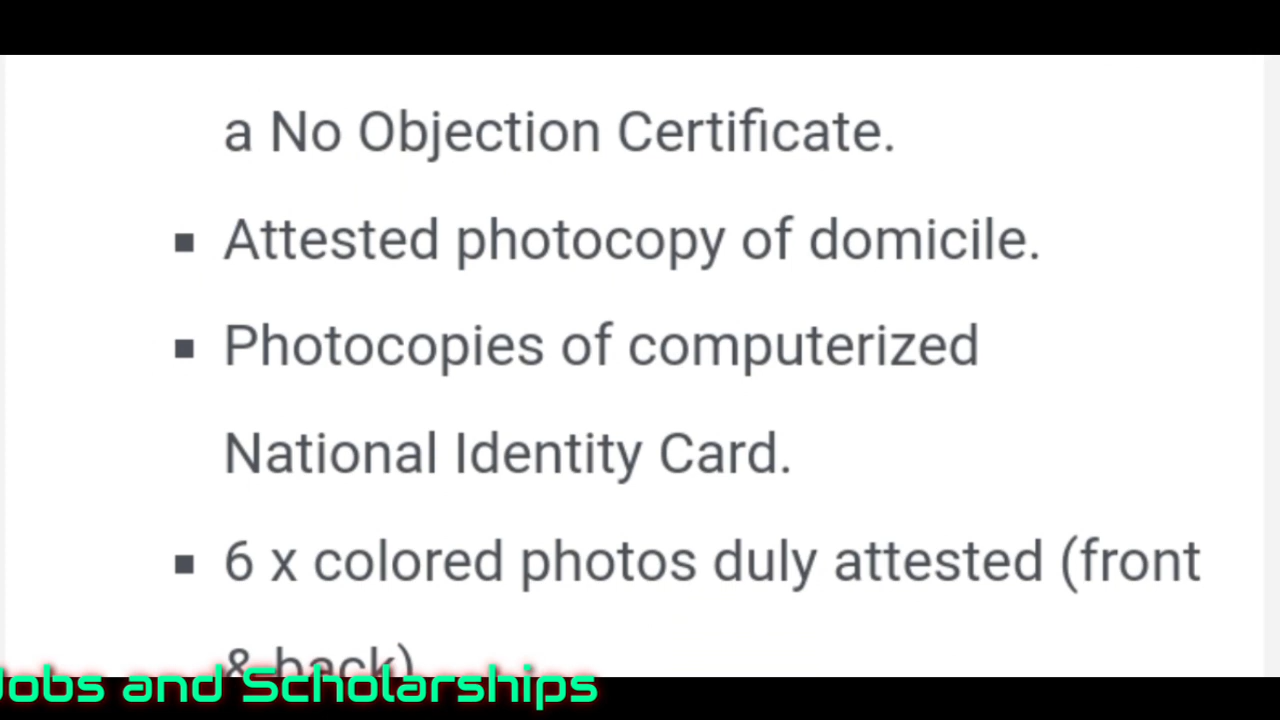 a No Objection Certificate.
▪ Attested photocopy of domicile.
▪ Photocopies of computerized
National Identity Card.
▪ 6 x colored photos duly attested (front
& back)
Jobs and Scholarships